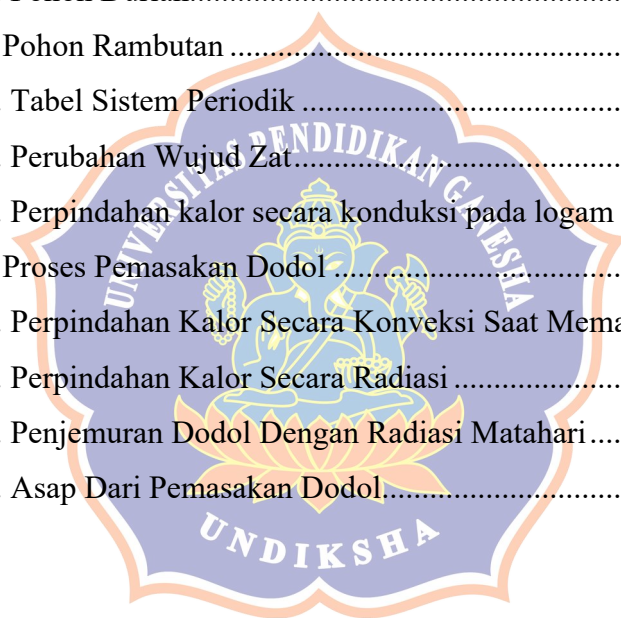 Pohon Durian
Pohon Rambutan
Tabel Sistem Periodik
Perubahan Wujud Zat
Perpindahan kalor secara konduksi pada logam
Proses Pemasakan Dodol
Perpindahan Kalor Secara Konveksi Saat
Perpindahan Kalor Secara Radiasi
Penjemuran Dodol Dengan Radiasi Matahari
Asap Dari Pemasakan Dodol
UNIVERSITAS PENDIDIKAN GANESHA
UNDIKSHA